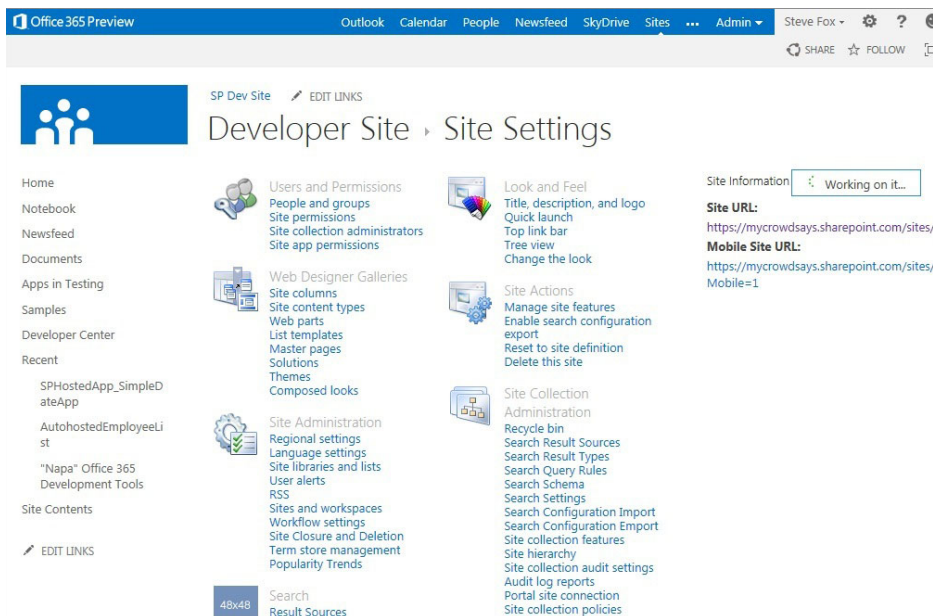 Office 365 Preview
Outlook Calendar People Newsfeed SkyDrive Sites ... Admin Steve Fox ?
SHARE FOLLOW
SP Dev Site EDIT LINKS
Developer Site Site Settings
Home
Notebook
Newsfeed
Documents
Apps in Testing
Samples
Developer Center
Recent
SPHostedApp_SimpleD
ateApp
AutohostedEmployeeLi
st
"Napa" Office 365
Development Tools
Site Contents
EDIT LINKS
Users and Permissions
People and groups
Site permissions
Site collection administrators
Site app permissions
Web Designer Galleries
Site columns
Site content types
Web parts
List templates
Master pages
Solutions
Themes
Composed looks
Site Administration
Regional settings
Language settings
Site libraries and lists
User alerts
RSS
Sites and workspaces
Workflow settings
Site Closure and Deletion
Term store management
Popularity Trends
48x48
Search
Result Sources
Look and Feel
Title, description, and logo
Quick launch
Top link bar
Tree view
Change the look
Site Actions
Manage site features
Enable search configuration
export
Reset to site definition
Delete this site
Site Collection
Administration
Recycle bin
Search Result Sources
Search Result Types
Search Query Rules
Search Schema
Search Settings
Search Configuration Import
Search Configuration Emport
Site collection features
Site hierarchy
Site collection audit settings
Audit log reports
Portal site connection
Site collection policies
Site Information
Working on it...
Site URL:
https://mycrowdsays.sharepoint.com/sites/
Mobile Site URL:
https://mycrowdsays.sharepoint.com/sites/
Mobile=1